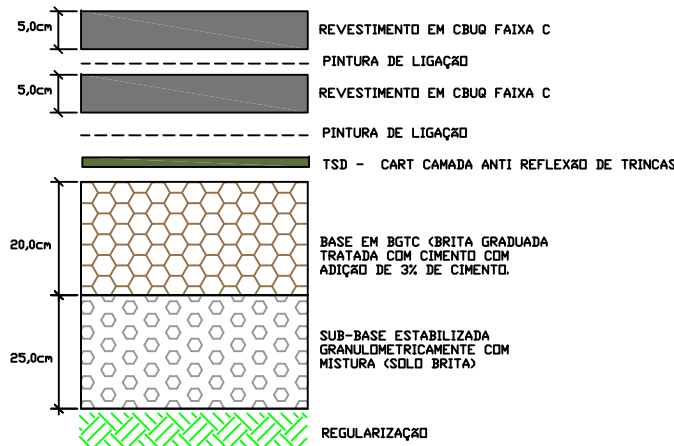 5,0cm
REVESTIMENTO EM CBUQ FAIXA C
PINTURA DE LIGAÇÃO
5,0cm
REVESTIMENTO EM CBUQ FAIXA C
PINTURA DE LIGAÇÃO
TSD - CART CAMADA ANTI REFLEXÃO DE TRINCAS
20,0cm
BASE EM BGTC (BRITA GRADUADA
TRATADA COM CIMENTO COM
ADIÇÃO DE 3% DE CIMENTO.
25,0cm
SUB-BASE ESTABILIZADA
GRANULOMETRICAMENTE COM
MISTURA (SOLO BRITA)
REGULARIZAÇÃO